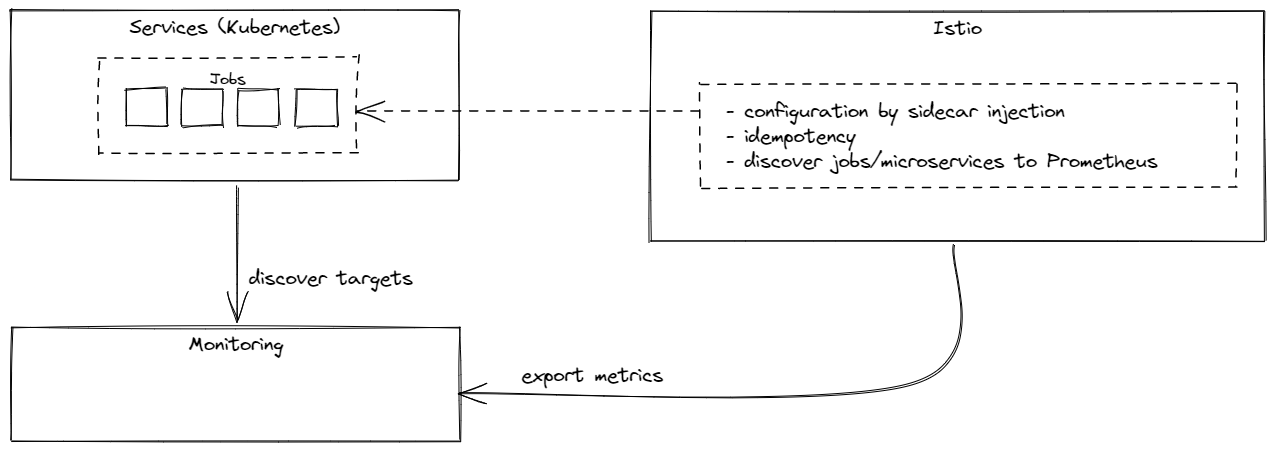 Services (Kubernetes)
Jobs
Istio
- configuration by sidecar injection
- idempotency
- discover jobs/microservices to Prometheus
discover targets
Monitoring
export metrics